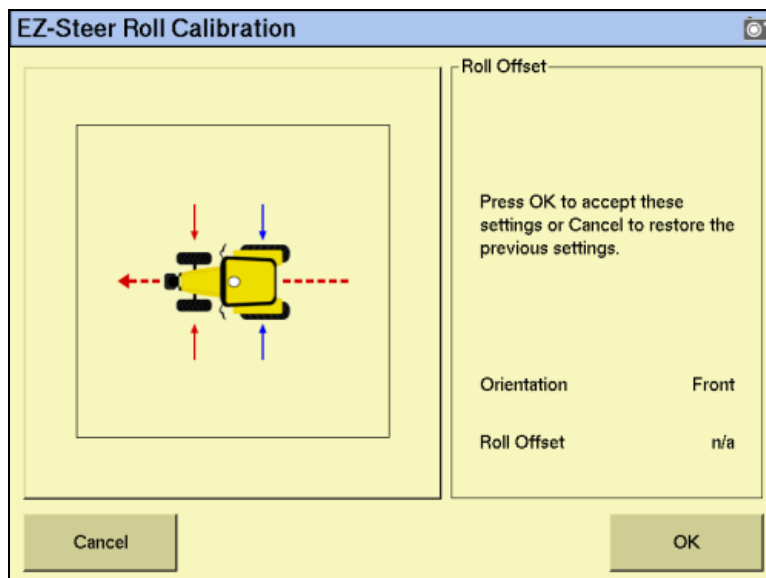 EZ-Steer Roll Calibration
Roll Offset
Press OK to accept these
settings or Cancel to restore the
previous settings.
Orientation Front
Roll Offset n/a
Cancel OK